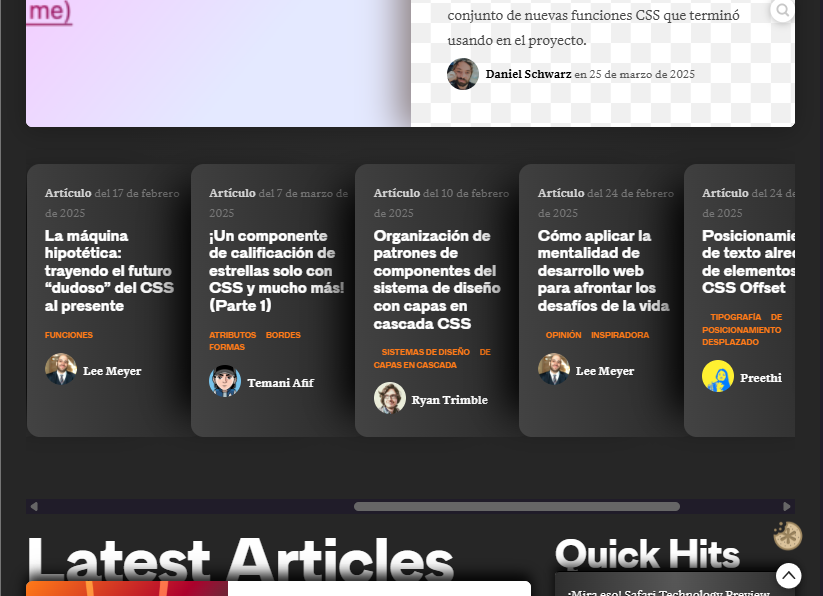 me)
conjunto de nuevas funciones CSS que terminó
usando en el proyecto.
Daniel Schwarz en 25 de marzo de 2025
Artículo del 17 de febrero
de 2025
La máquina
hipotética:
trayendo el futuro
“dudoso” del CSS
al presente
FUNCIONES
Lee Meyer
Artículo del 7 de marzo de
2025
¡Un componente
de calificación de
estrellas solo con
CSS y mucho más!
(Parte 1)
ATRIBUTOS BORDES
FORMAS
Temani Afif
Artículo del 10 de febrero
de 2025
Organización de
patrones de
componentes del
sistema de diseño
con capas en
cascada CSS
SISTEMAS DE DISEÑO DE
CAPAS EN CASCADA
Ryan Trimble
Artículo del 24 de febrero
de 2025
Cómo aplicar la
mentalidad de
desarrollo web
para afrontar los
desafíos de la vida
OPINIÓN INSPIRADORA
Lee Meyer
Artículo del 24 de
de 2025
Posicionamie
de texto alred
de elementos
CSS Offset
TIPOGRAFÍA DE
POSICIONAMIENTO
DESPLAZADO
Preethi
Latest Articles
Quick Hits
¡Mira eso! Safari Technology Preview